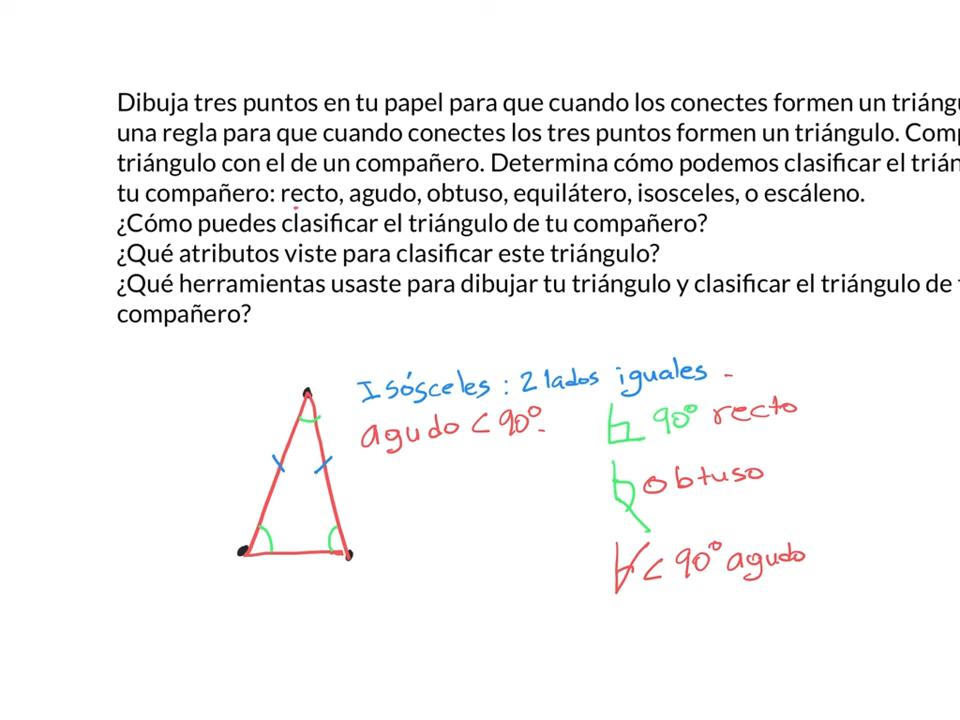 Dibuja tres puntos en tu papel para que cuando los conectes formen un triáng
una regla para que cuando conectes los tres puntos formen un triángulo. Comp
triángulo con el de un compañero. Determina cómo podemos clasificar el trián
tu compañero: recto, agudo, obtuso, equilátero, isosceles, o escáleno.
¿Cómo puedes clasificar el triángulo de tu compañero?
¿Qué atributos viste para clasificar este triángulo?
¿Qué herramientas usaste para dibujar tu triángulo y clasificar el triángulo de
compañero?
Isósceles : 2 lados iguales
agudo < 90°
90° recto
obtuso
< 90° agudo